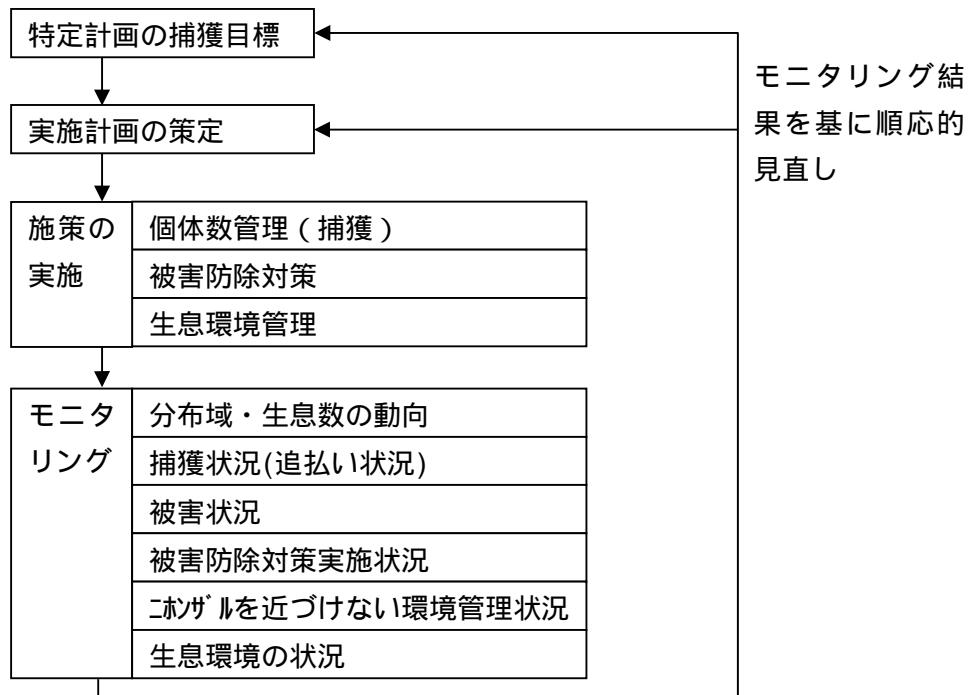 特定計画の捕獲目標
実施計画の策定
施策の
実施
個体数管理（捕獲）
被害防除対策
生息環境管理
モニタ
リング
分布域・生息数の動向
捕獲状況(追払い状況)
被害状況
被害防除対策実施状況
ﾆﾎﾝｻﾞﾙを近づけない環境管理状況
生息環境の状況
モニタリング結
果を基に順応的
見直し